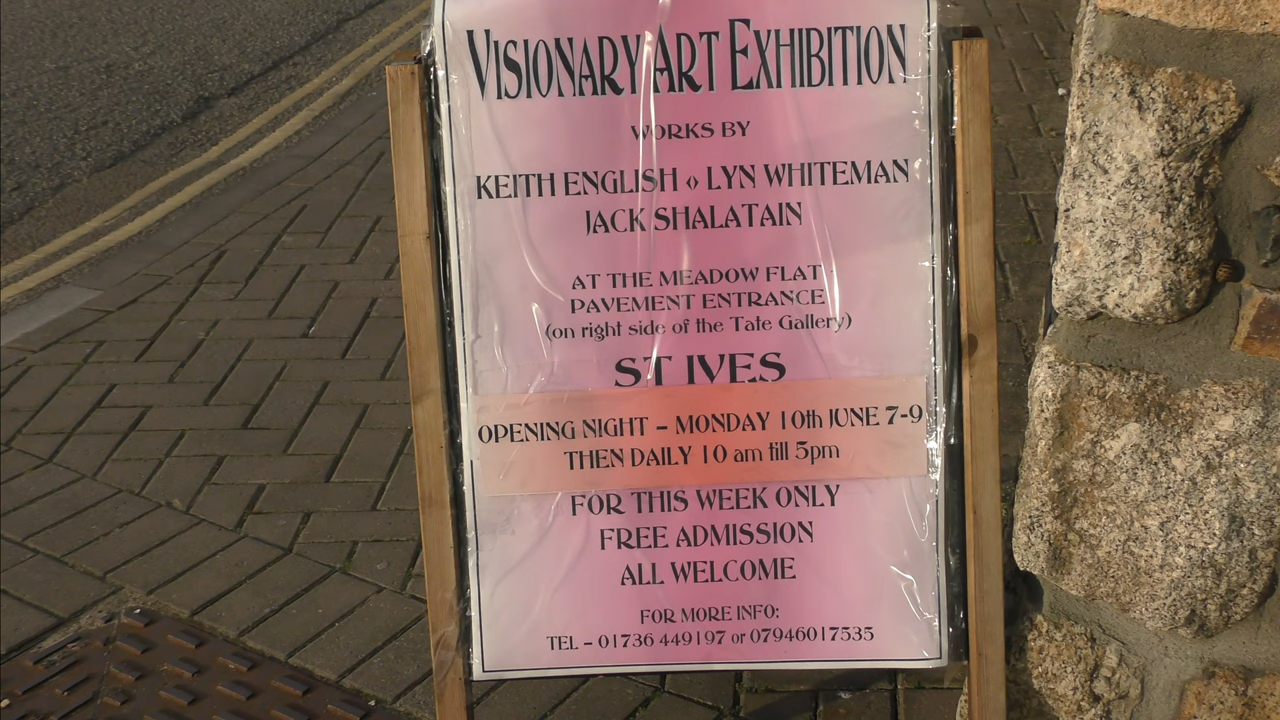 VISIONARY ART EXHIBITION
WORKS BY
KEITH ENGLISH ◊ LYN WHITEMAN
JACK SHALATAIN
AT THE MEADOW FLAT -
PAVEMENT ENTRANCE
(on right side of the Tate Gallery)
ST IVES
OPENING NIGHT – MONDAY 10th JUNE 7-9
THEN DAILY 10 am till 5pm
FOR THIS WEEK ONLY
FREE ADMISSION
ALL WELCOME
FOR MORE INFO:
TEL – 01736 449197 or 07946017535